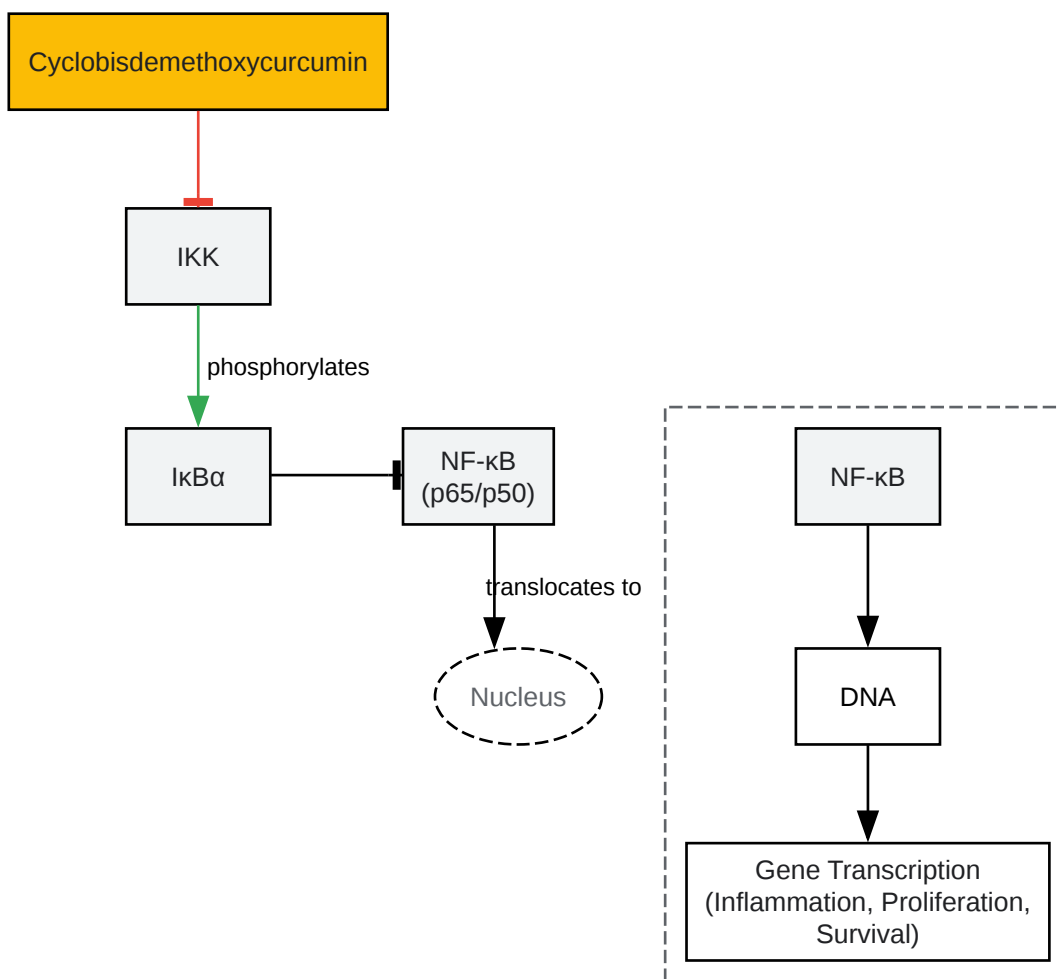 Cyclobisdemethoxycurcumin
IKK
phosphorylates
IκBα
NF-κB
(p65/p50)
translocates to
Nucleus
NF-κB
DNA
Gene Transcription
(Inflammation, Proliferation,
Survival)